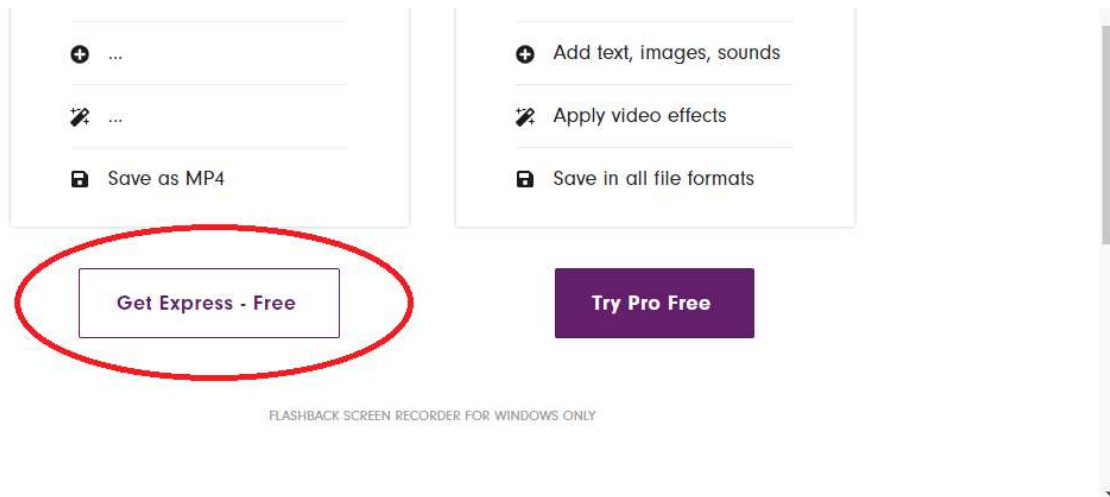 ...
...
Save as MP4
Get Express - Free
Add text, images, sounds
Apply video effects
Save in all file formats
Try Pro Free
FLASHBACK SCREEN RECORDER FOR WINDOWS ONLY